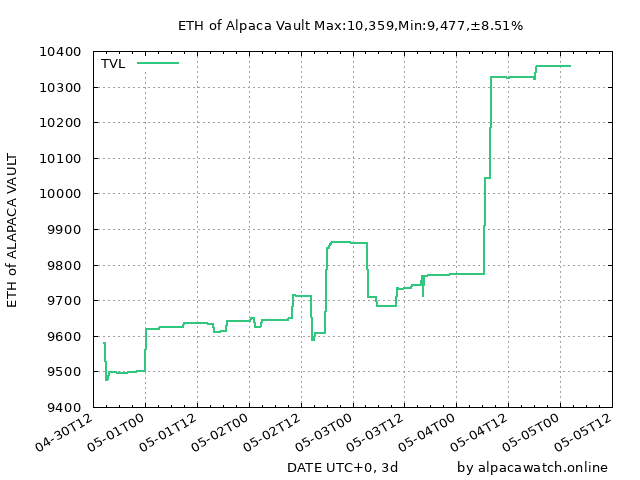 ETH of Alpaca Vault Max:10,359,Min:9,477,±8.51%
TVL
10400
10300
10200
10100
10000
9900
9800
9700
9600
9500
9400
ETH of ALAPACA VAULT
04-30T12
05-01T00
05-01T12
05-02T00
05-02T12
05-03T00
05-03T12
05-04T00
05-04T12
05-05T00
05-05T12
DATE UTC+0, 3d
by alpacawatch.online